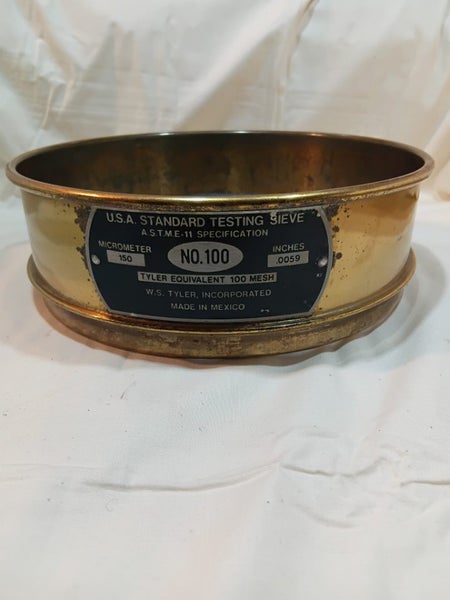 U.S.A. STANDARD TESTING SIEVE
A.S.T.M.E-11 SPECIFICATION
MICROMETER NO.100 INCHES
150 .0059
TYLER EQUIVALENT 100 MESH
W.S. TYLER, INCORPORATED
MADE IN MEXICO